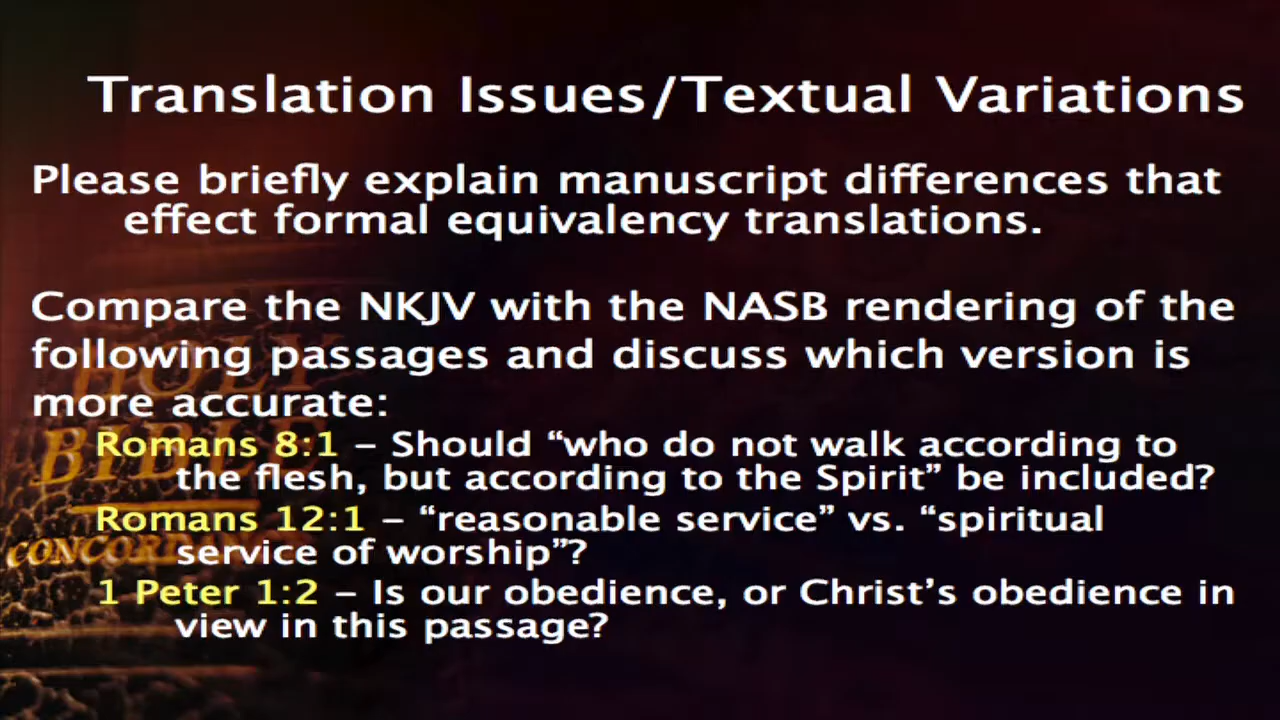 Translation Issues/Textual Variations
Please briefly explain manuscript differences that
effect formal equivalency translations.
Compare the NKJV with the NASB rendering of the
following passages and discuss which version is
more accurate:
Romans 8:1 – Should “who do not walk according to
the flesh, but according to the Spirit” be included?
Romans 12:1 – “reasonable service” vs. “spiritual
service of worship”?
1 Peter 1:2 – Is our obedience, or Christ’s obedience in
view in this passage?
HOLY
BIBLE